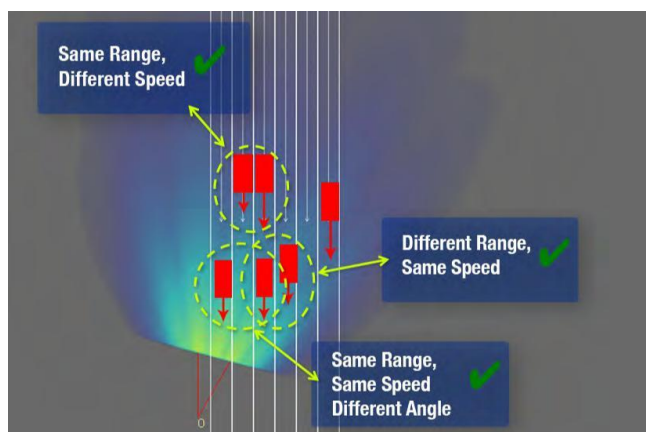 Same Range,
Different Speed
Different Range,
Same Speed
Same Range,
Same Speed
Different Angle
0